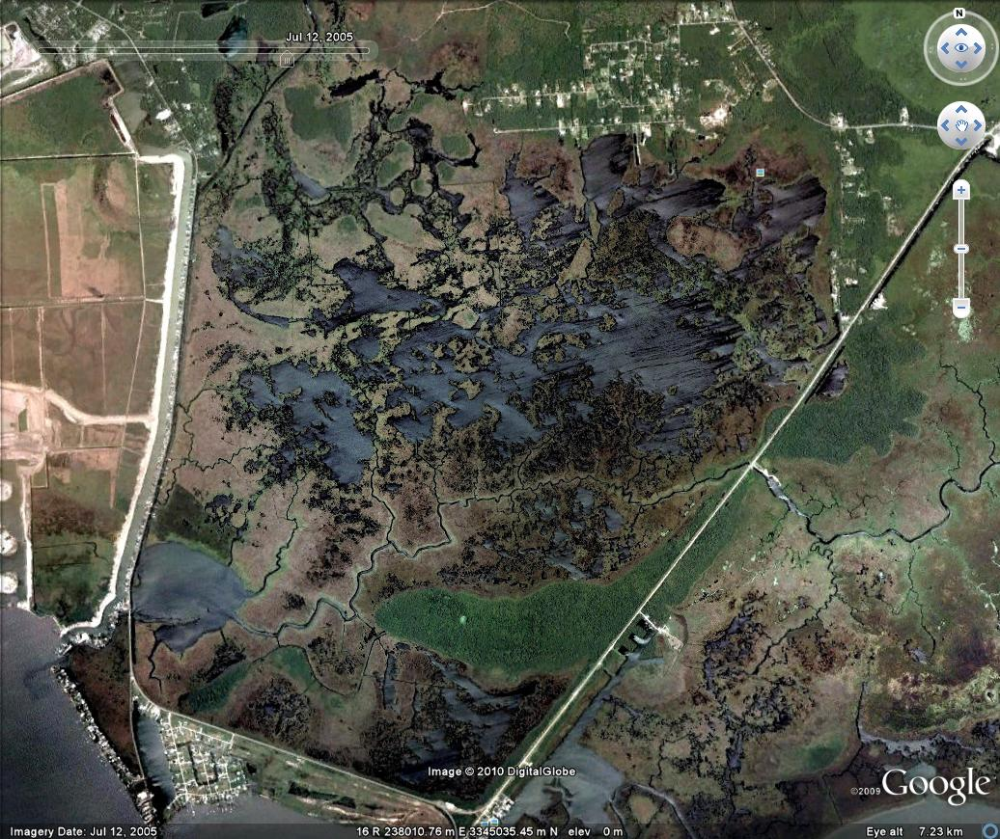 Jul 12, 2005
N
Image © 2010 DigitalGlobe
©2009 Google
Imagery Date: Jul 12, 2005
16 R 238010.76 m E 3345035.45 m N elev 0 m
Eye alt 7.23 km